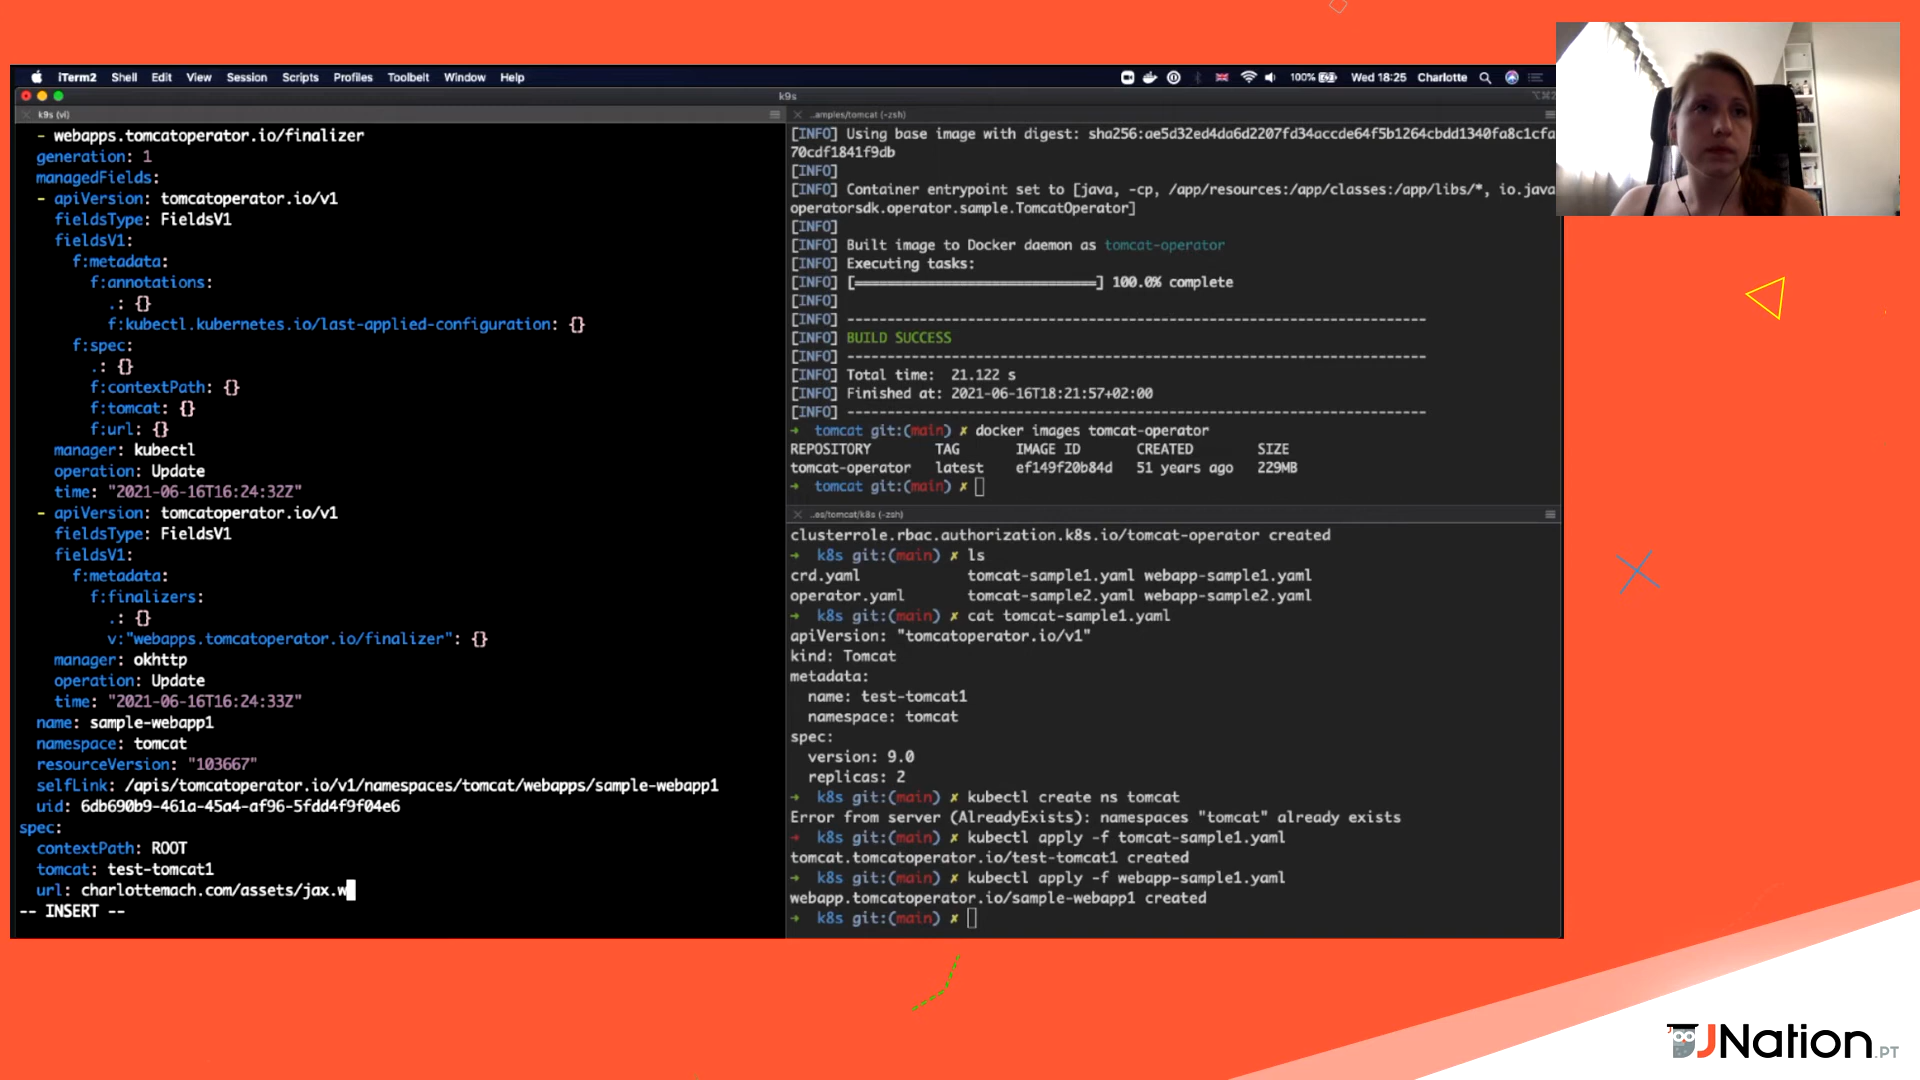 iTerm2 Shell Edit View Session Scripts Profiles Toolbelt Window Help
100% Wed 18:25 Charlotte
k9s
k9s (vi)
- webapps.tomcatoperator.io/finalizer
generation: 1
managedFields:
- apiVersion: tomcatoperator.io/v1
fieldsType: FieldsV1
fieldsV1:
f:metadata:
f:annotations:
.: {}
f:kubectl.kubernetes.io/last-applied-configuration: {}
f:spec:
.: {}
f:contextPath: {}
f:tomcat: {}
f:url: {}
manager: kubectl
operation: Update
time: "2021-06-16T16:24:32Z"
- apiVersion: tomcatoperator.io/v1
fieldsType: FieldsV1
fieldsV1:
f:metadata:
f:finalizers:
.: {}
v:"webapps.tomcatoperator.io/finalizer": {}
manager: okhttp
operation: Update
time: "2021-06-16T16:24:33Z"
name: sample-webapp1
namespace: tomcat
resourceVersion: "103667"
selfLink: /apis/tomcatoperator.io/v1/namespaces/tomcat/webapps/sample-webapp1
uid: 6db690b9-461a-45a4-af96-5fdd4f9f04e6
spec:
contextPath: ROOT
tomcat: test-tomcat1
url: charlottemach.com/assets/jax.w
-- INSERT --
..amples/tomcat (-zsh)
[INFO] Using base image with digest: sha256:ae5d32ed4da6d2207fd34accde64f5b1264cbdd1340fa8c1cfa
70cdf1841f9db
[INFO]
[INFO] Container entrypoint set to [java, -cp, /app/resources:/app/classes:/app/libs/*, io.java
operatorsdk.operator.sample.TomcatOperator]
[INFO]
[INFO] Built image to Docker daemon as tomcat-operator
[INFO] Executing tasks:
[INFO] [==============================] 100.0% complete
[INFO]
[INFO] ------------------------------------------------------------------------
[INFO] BUILD SUCCESS
[INFO] ------------------------------------------------------------------------
[INFO] Total time:  21.122 s
[INFO] Finished at: 2021-06-16T18:21:57+02:00
[INFO] ------------------------------------------------------------------------
➜ tomcat git:(main) ✗ docker images tomcat-operator
REPOSITORY TAG IMAGE ID CREATED SIZE
tomcat-operator latest ef149f20b84d 51 years ago 229MB
➜ tomcat git:(main) ✗
..es/tomcat/k8s (-zsh)
clusterrole.rbac.authorization.k8s.io/tomcat-operator created
➜ k8s git:(main) ✗ ls
crd.yaml tomcat-sample1.yaml webapp-sample1.yaml
operator.yaml tomcat-sample2.yaml webapp-sample2.yaml
➜ k8s git:(main) ✗ cat tomcat-sample1.yaml
apiVersion: "tomcatoperator.io/v1"
kind: Tomcat
metadata:
name: test-tomcat1
namespace: tomcat
spec:
version: 9.0
replicas: 2
➜ k8s git:(main) ✗ kubectl create ns tomcat
Error from server (AlreadyExists): namespaces "tomcat" already exists
➜ k8s git:(main) ✗ kubectl apply -f tomcat-sample1.yaml
tomcat.tomcatoperator.io/test-tomcat1 created
➜ k8s git:(main) ✗ kubectl apply -f webapp-sample1.yaml
webapp.tomcatoperator.io/sample-webapp1 created
➜ k8s git:(main) ✗
JNation.PT